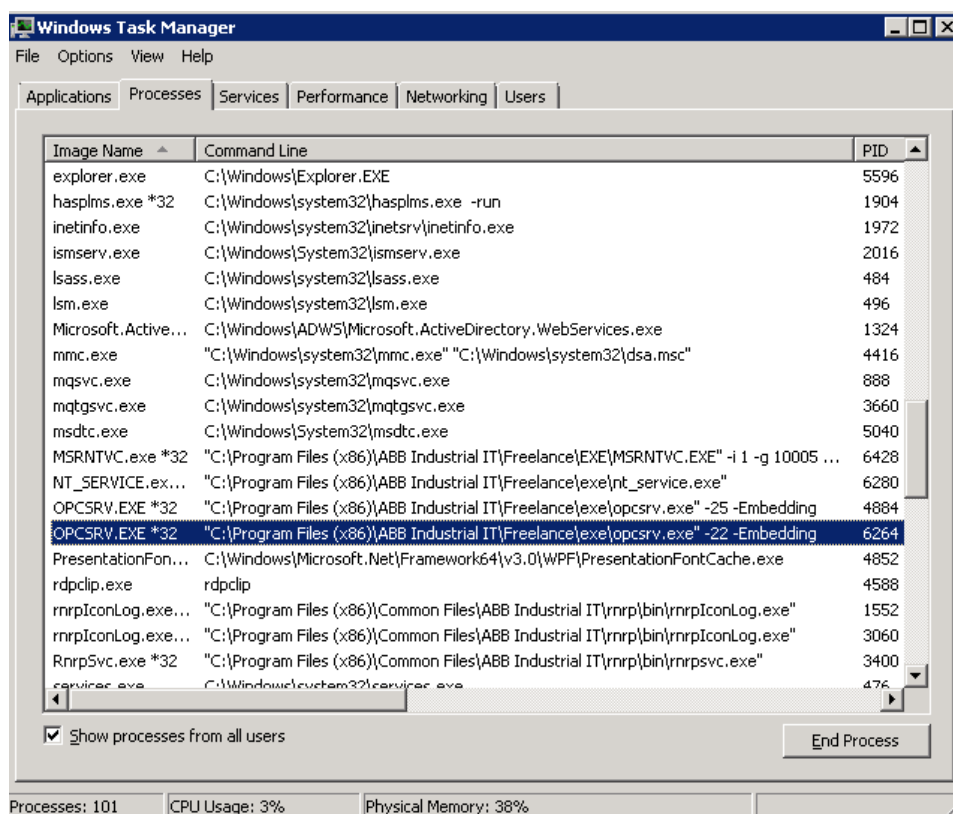 Windows Task Manager
File Options View Help
Applications Processes Services Performance Networking Users
Image Name Command Line PID
explorer.exe C:\Windows\Explorer.EXE 5596
hasplms.exe *32 C:\Windows\system32\hasplms.exe -run 1904
inetinfo.exe C:\Windows\system32\inetsrv\inetinfo.exe 1972
ismserv.exe C:\Windows\System32\ismserv.exe 2016
lsass.exe C:\Windows\system32\lsass.exe 484
lsm.exe C:\Windows\system32\lsm.exe 496
Microsoft.Active... C:\Windows\ADWS\Microsoft.ActiveDirectory.WebServices.exe 1324
mmc.exe "C:\Windows\system32\mmc.exe" "C:\Windows\system32\dsa.msc" 4416
mqsvc.exe C:\Windows\system32\mqsvc.exe 888
mqtgsvc.exe C:\Windows\system32\mqtgsvc.exe 3660
msdtc.exe C:\Windows\System32\msdtc.exe 5040
MSRNTVC.exe *32 "C:\Program Files (x86)\ABB Industrial IT\Freelance\EXE\MSRNTVC.EXE" -i 1 -g 10005 ... 6428
NT_SERVICE.ex... "C:\Program Files (x86)\ABB Industrial IT\Freelance\exe\nt_service.exe" 6280
OPCSRV.EXE *32 "C:\Program Files (x86)\ABB Industrial IT\Freelance\exe\opcsrv.exe" -25 -Embedding 4884
OPCSRV.EXE *32 "C:\Program Files (x86)\ABB Industrial IT\Freelance\exe\opcsrv.exe" -22 -Embedding 6264
PresentationFon... C:\Windows\Microsoft.Net\Framework64\v3.0\WPF\PresentationFontCache.exe 4852
rdpclip.exe rdpclip 4588
rnrpIconLog.exe... "C:\Program Files (x86)\Common Files\ABB Industrial IT\rnrp\bin\rnrpIconLog.exe" 1552
rnrpIconLog.exe... "C:\Program Files (x86)\Common Files\ABB Industrial IT\rnrp\bin\rnrpIconLog.exe" 3060
RnrpSvc.exe *32 "C:\Program Files (x86)\Common Files\ABB Industrial IT\rnrp\bin\rnrpsvc.exe" 3400
services.exe C:\Windows\system32\services.exe 476
Show processes from all users
End Process
Processes: 101 CPU Usage: 3% Physical Memory: 38%